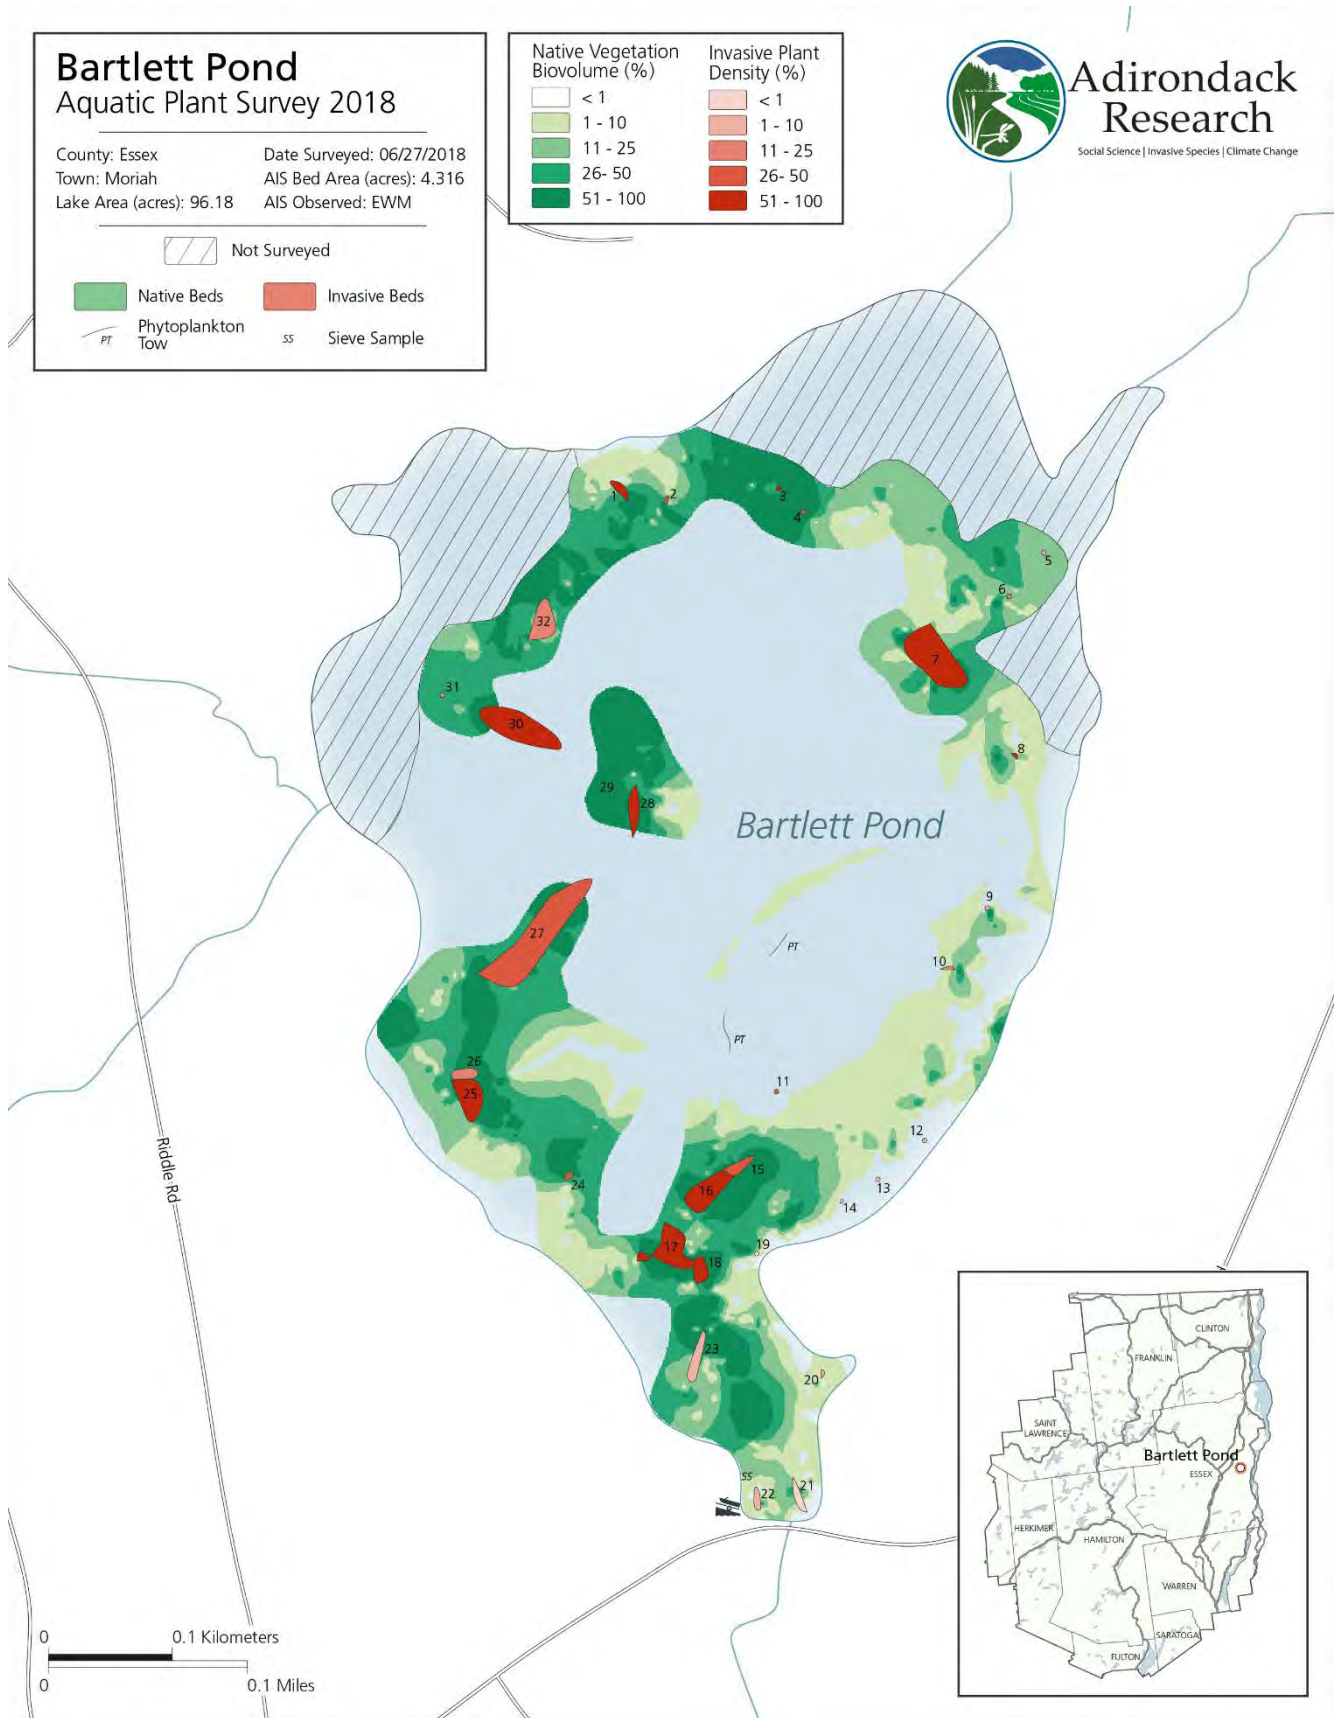 Bartlett Pond
Aquatic Plant Survey 2018
County: Essex
Date Surveyed: 06/27/2018
Town: Moriah
AIS Bed Area (acres): 4.316
Lake Area (acres): 96.18
AIS Observed: EWM
Not Surveyed
Native Beds
Invasive Beds
PT
Phytoplankton
Tow
SS
Sieve Sample
Native Vegetation
Biovolume (%)
< 1
1 - 10
11 - 25
26- 50
51 - 100
Invasive Plant
Density (%)
< 1
1 - 10
11 - 25
26- 50
51 - 100
Adirondack
Research
Social Science | Invasive Species | Climate Change
1
2
3
4
5
6
32
7
31
30
8
29
28
Bartlett Pond
9
27
PT
10
PT
26
11
25
12
Riddle Rd
15
24
16
13
14
17
19
18
23
20
SS
22
21
CLINTON
FRANKLIN
SAINT
LAWRENCE
Bartlett Pond
ESSEX
HERKIMER
HAMILTON
WARREN
SARATOGA
FULTON
0
0.1 Kilometers
0
0.1 Miles